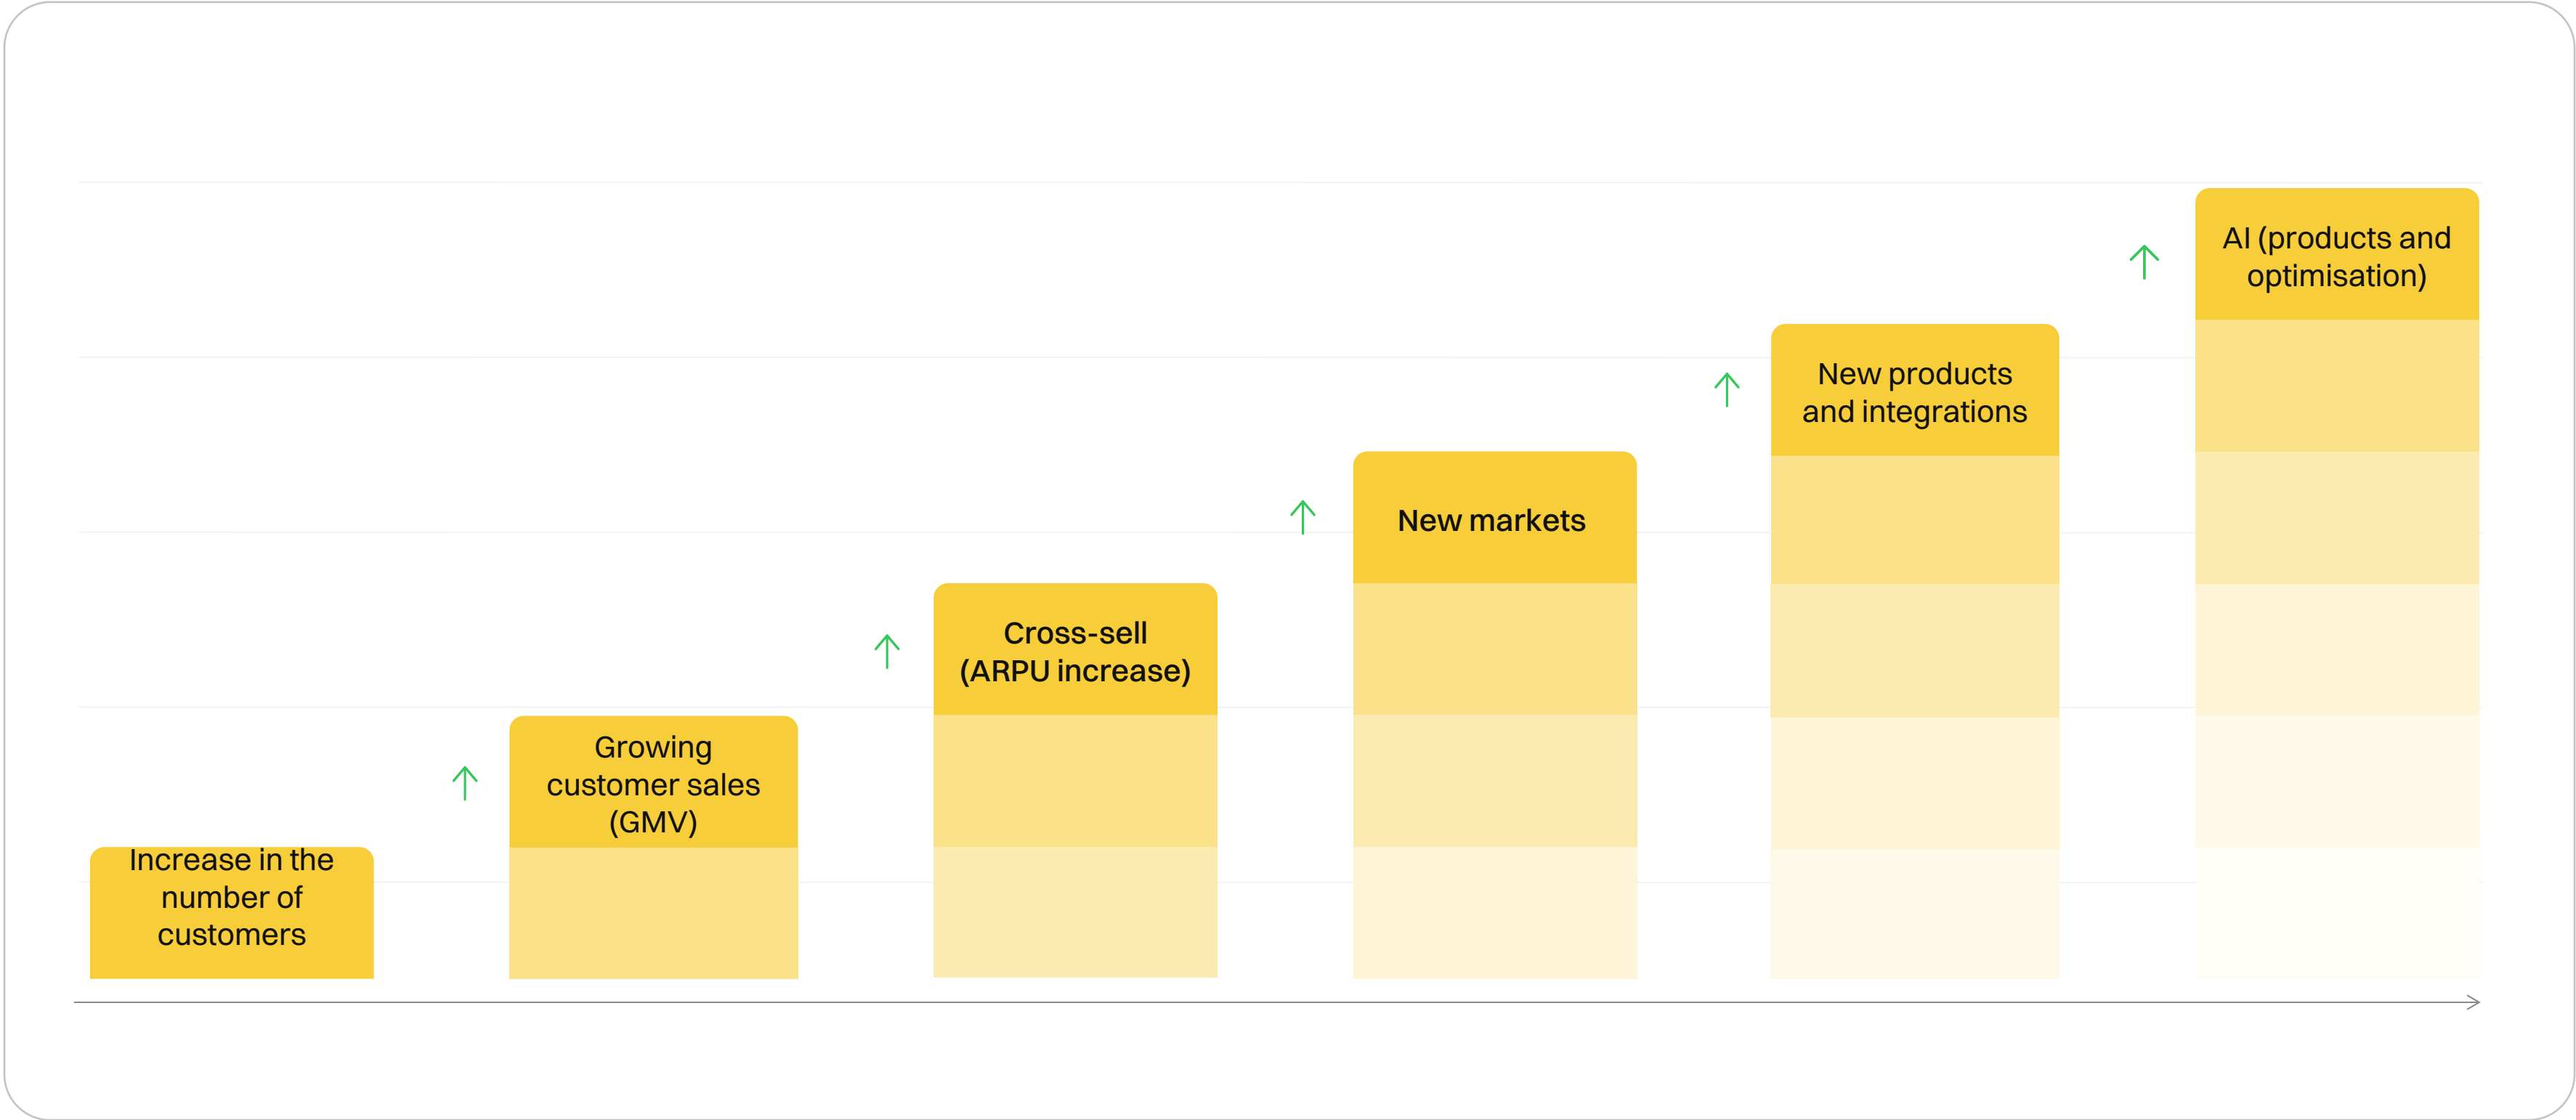 Increase in the
number of
customers
Growing
customer sales
(GMV)
Cross-sell
(ARPU increase)
New markets
New products
and integrations
AI (products and
optimisation)